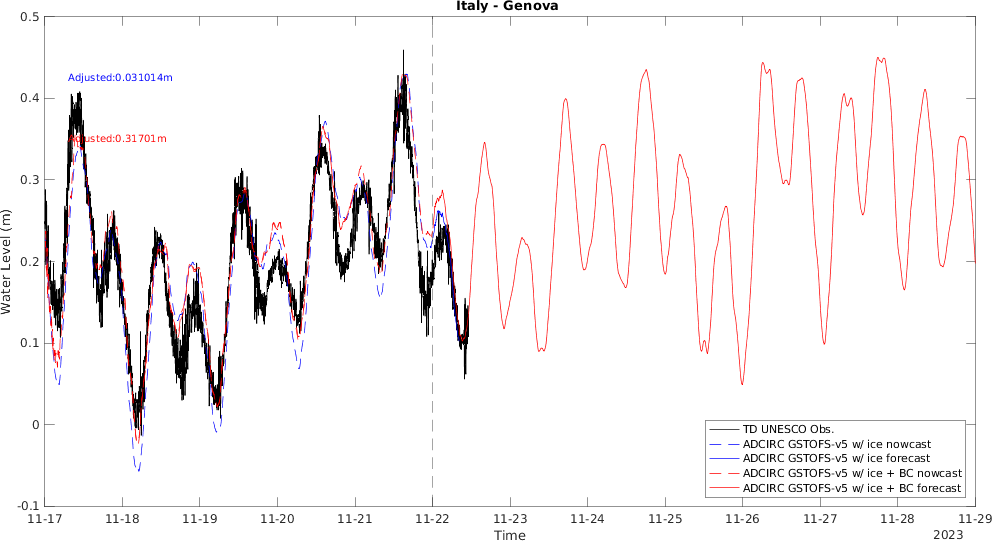 Italy - Genova
0.5
0.4
0.3
0.2
0.1
0
-0.1
Water Level (m)
Adjusted:0.031014m
Adjusted:0.31701m
TD UNESCO Obs.
ADCIRC GSTOFS-v5 w/ ice nowcast
ADCIRC GSTOFS-v5 w/ ice forecast
ADCIRC GSTOFS-v5 w/ ice + BC nowcast
ADCIRC GSTOFS-v5 w/ ice + BC forecast
11-17 11-18 11-19 11-20 11-21 11-22 11-23 11-24 11-25 11-26 11-27 11-28 11-29
Time
2023